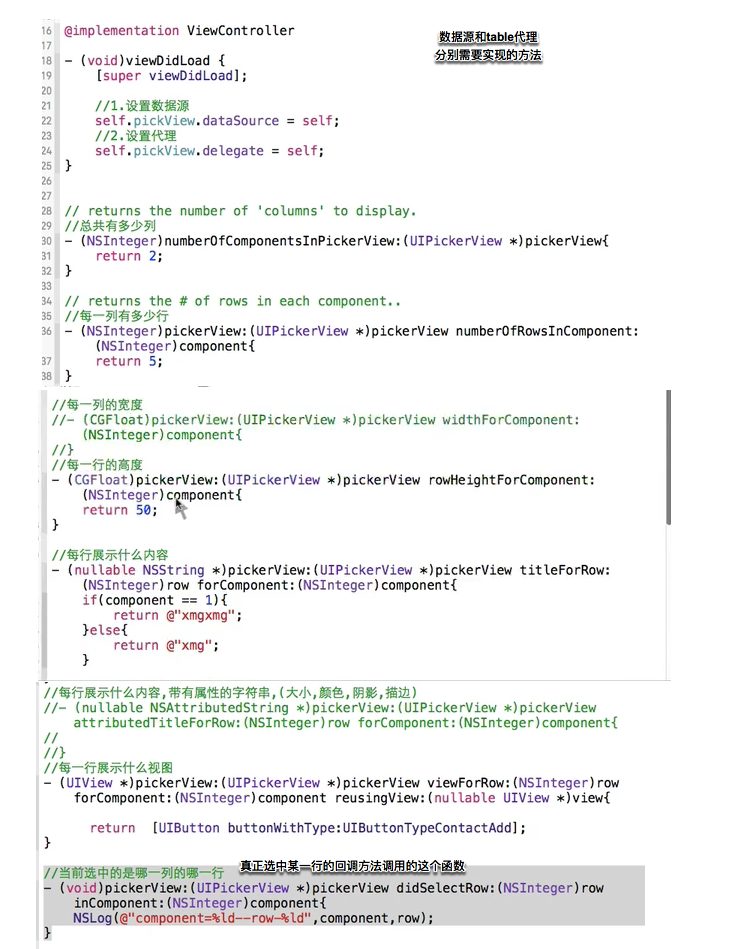 16 @implementation ViewController
数据源和table代理
分别需要实现的方法
17
18 - (void)viewDidLoad {
19 [super viewDidLoad];
20
21 //1.设置数据源
22 self.pickView.dataSource = self;
23 //2.设置代理
24 self.pickView.delegate = self;
25 }
26
27
28 // returns the number of 'columns' to display.
29 //总共有多少列
30 - (NSInteger)numberOfComponentsInPickerView:(UIPickerView *)pickerView{
31 return 2;
32 }
33
34 // returns the # of rows in each component..
35 //每一列有多少行
36 - (NSInteger)pickerView:(UIPickerView *)pickerView numberOfRowsInComponent:
(NSInteger)component{
37 return 5;
38 }
//每一列的宽度
//- (CGFloat)pickerView:(UIPickerView *)pickerView widthForComponent:
(NSInteger)component{
//}
//每一行的高度
- (CGFloat)pickerView:(UIPickerView *)pickerView rowHeightForComponent:
(NSInteger)component{
return 50;
}
//每行展示什么内容
- (nullable NSString *)pickerView:(UIPickerView *)pickerView titleForRow:
(NSInteger)row forComponent:(NSInteger)component{
if(component == 1){
return @"xmgxmg";
}else{
return @"xmg";
}
//每行展示什么内容,带有属性的字符串,(大小,颜色,阴影,描边)
//- (nullable NSAttributedString *)pickerView:(UIPickerView *)pickerView
attributedTitleForRow:(NSInteger)row forComponent:(NSInteger)component{
//
//}
//每一行展示什么视图
- (UIView *)pickerView:(UIPickerView *)pickerView viewForRow:(NSInteger)row
forComponent:(NSInteger)component reusingView:(nullable UIView *)view{
return [UIButton buttonWithType:UIButtonTypeContactAdd];
}
//当前选中的是哪一列的哪一行
真正选中某一行的回调方法调用的这个函数
- (void)pickerView:(UIPickerView *)pickerView didSelectRow:(NSInteger)row
inComponent:(NSInteger)component{
NSLog(@"component=%ld--row-%ld",component,row);
}